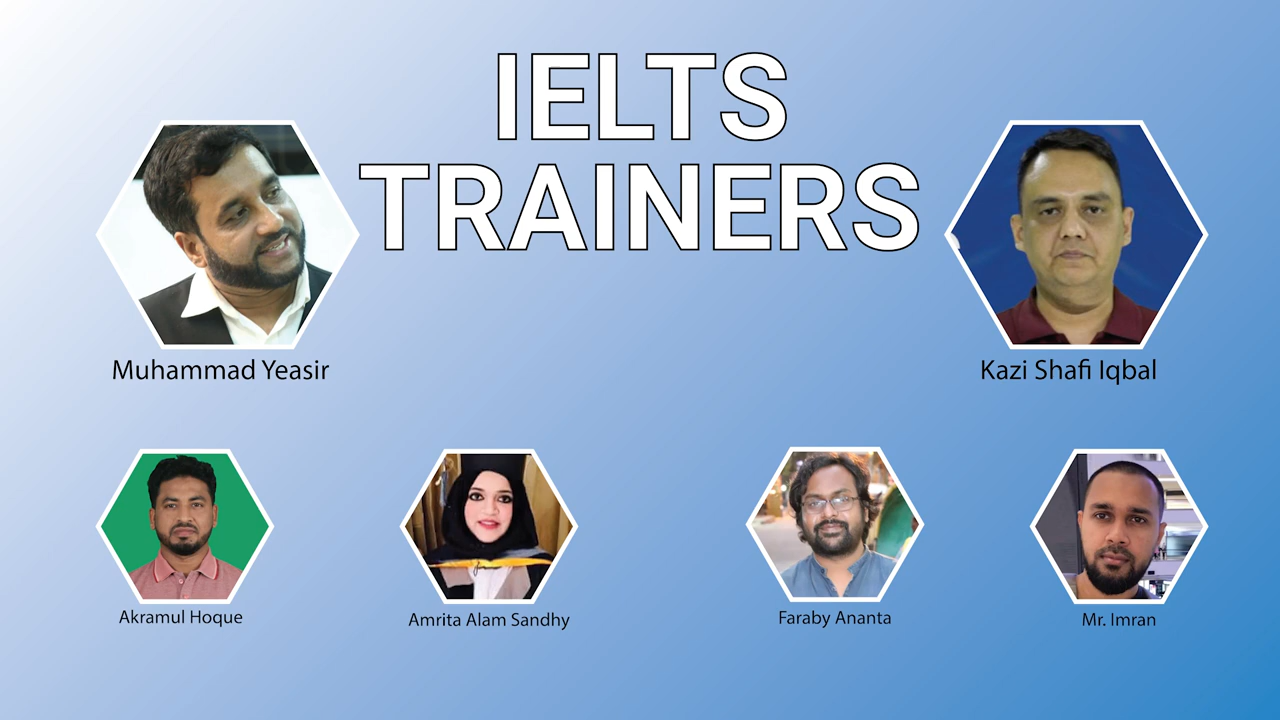 IELTS
TRAINERS
Muhammad Yeasir
Kazi Shafi Iqbal
Akramul Hoque
Amrita Alam Sandhy
Faraby Ananta
Mr. Imran